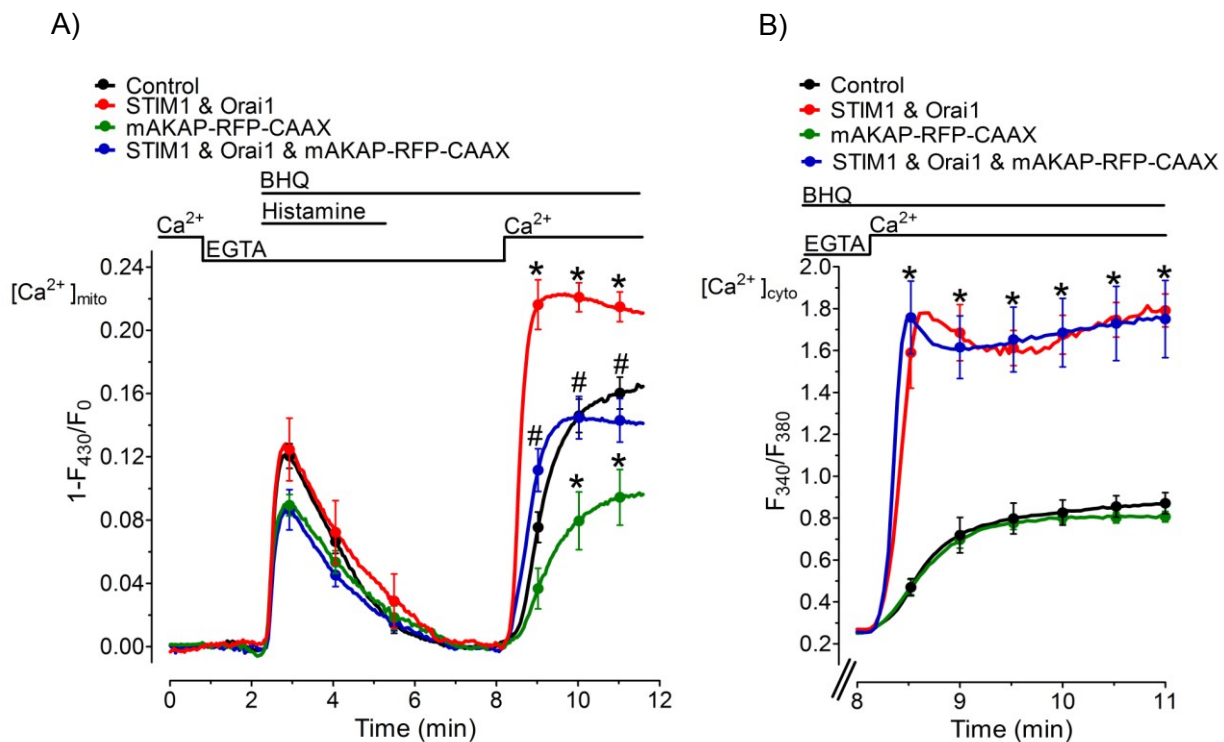 A)
Control
STIM1 & Orai1
mAKAP-RFP-CAAX
STIM1 & Orai1 & mAKAP-RFP-CAAX
BHQ
Histamine
Ca2+
EGTA
Ca2+
[Ca2+]mito
1-F430/F0
0.24
0.20
0.16
0.12
0.08
0.04
0.00
* * *
# # #
* *
0 2 4 6 8 10 12
Time (min)
B)
Control
STIM1 & Orai1
mAKAP-RFP-CAAX
STIM1 & Orai1 & mAKAP-RFP-CAAX
BHQ
Ca2+
EGTA
[Ca2+]cyto
F340/F380
2.0
1.8
1.6
1.4
1.2
1.0
0.8
0.6
0.4
0.2
* * * * * *
8 9 10 11
Time (min)